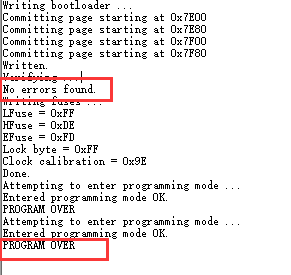 Writing bootloader ...
Committing page starting at 0x7E00
Committing page starting at 0x7E80
Committing page starting at 0x7F00
Committing page starting at 0x7F80
Written.
Verifying ...
No errors found.
Writing fuses ...
LFuse = 0xFF
HFuse = 0xDE
EFuse = 0xFD
Lock byte = 0xFF
Clock calibration = 0x9E
Done.
Attempting to enter programming mode ...
Entered programming mode OK.
PROGRAM OVER
Attempting to enter programming mode ...
Entered programming mode OK.
PROGRAM OVER